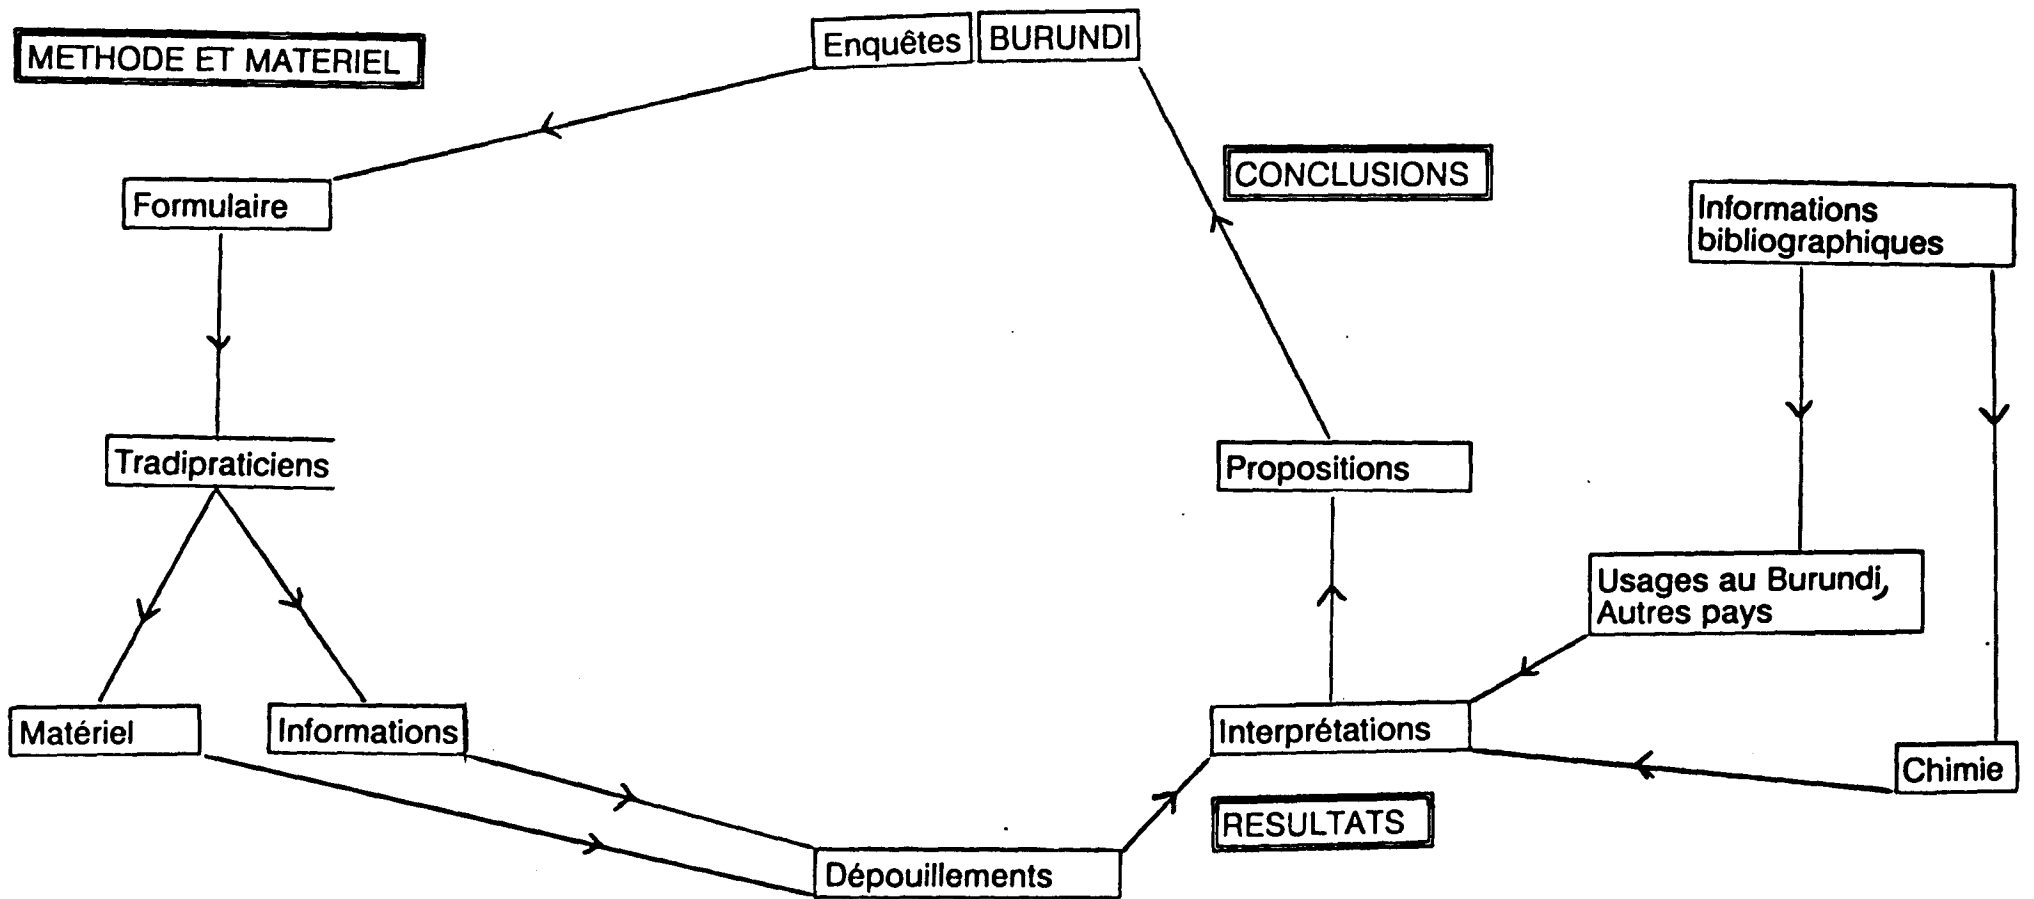 METHODE ET MATERIEL
Enquêtes
BURUNDI
CONCLUSIONS
Formulaire
Informations
bibliographiques
Tradipraticiens
Propositions
Usages au Burundi,
Autres pays
Matériel
Informations
Interprétations
Chimie
RESULTATS
Dépouillements